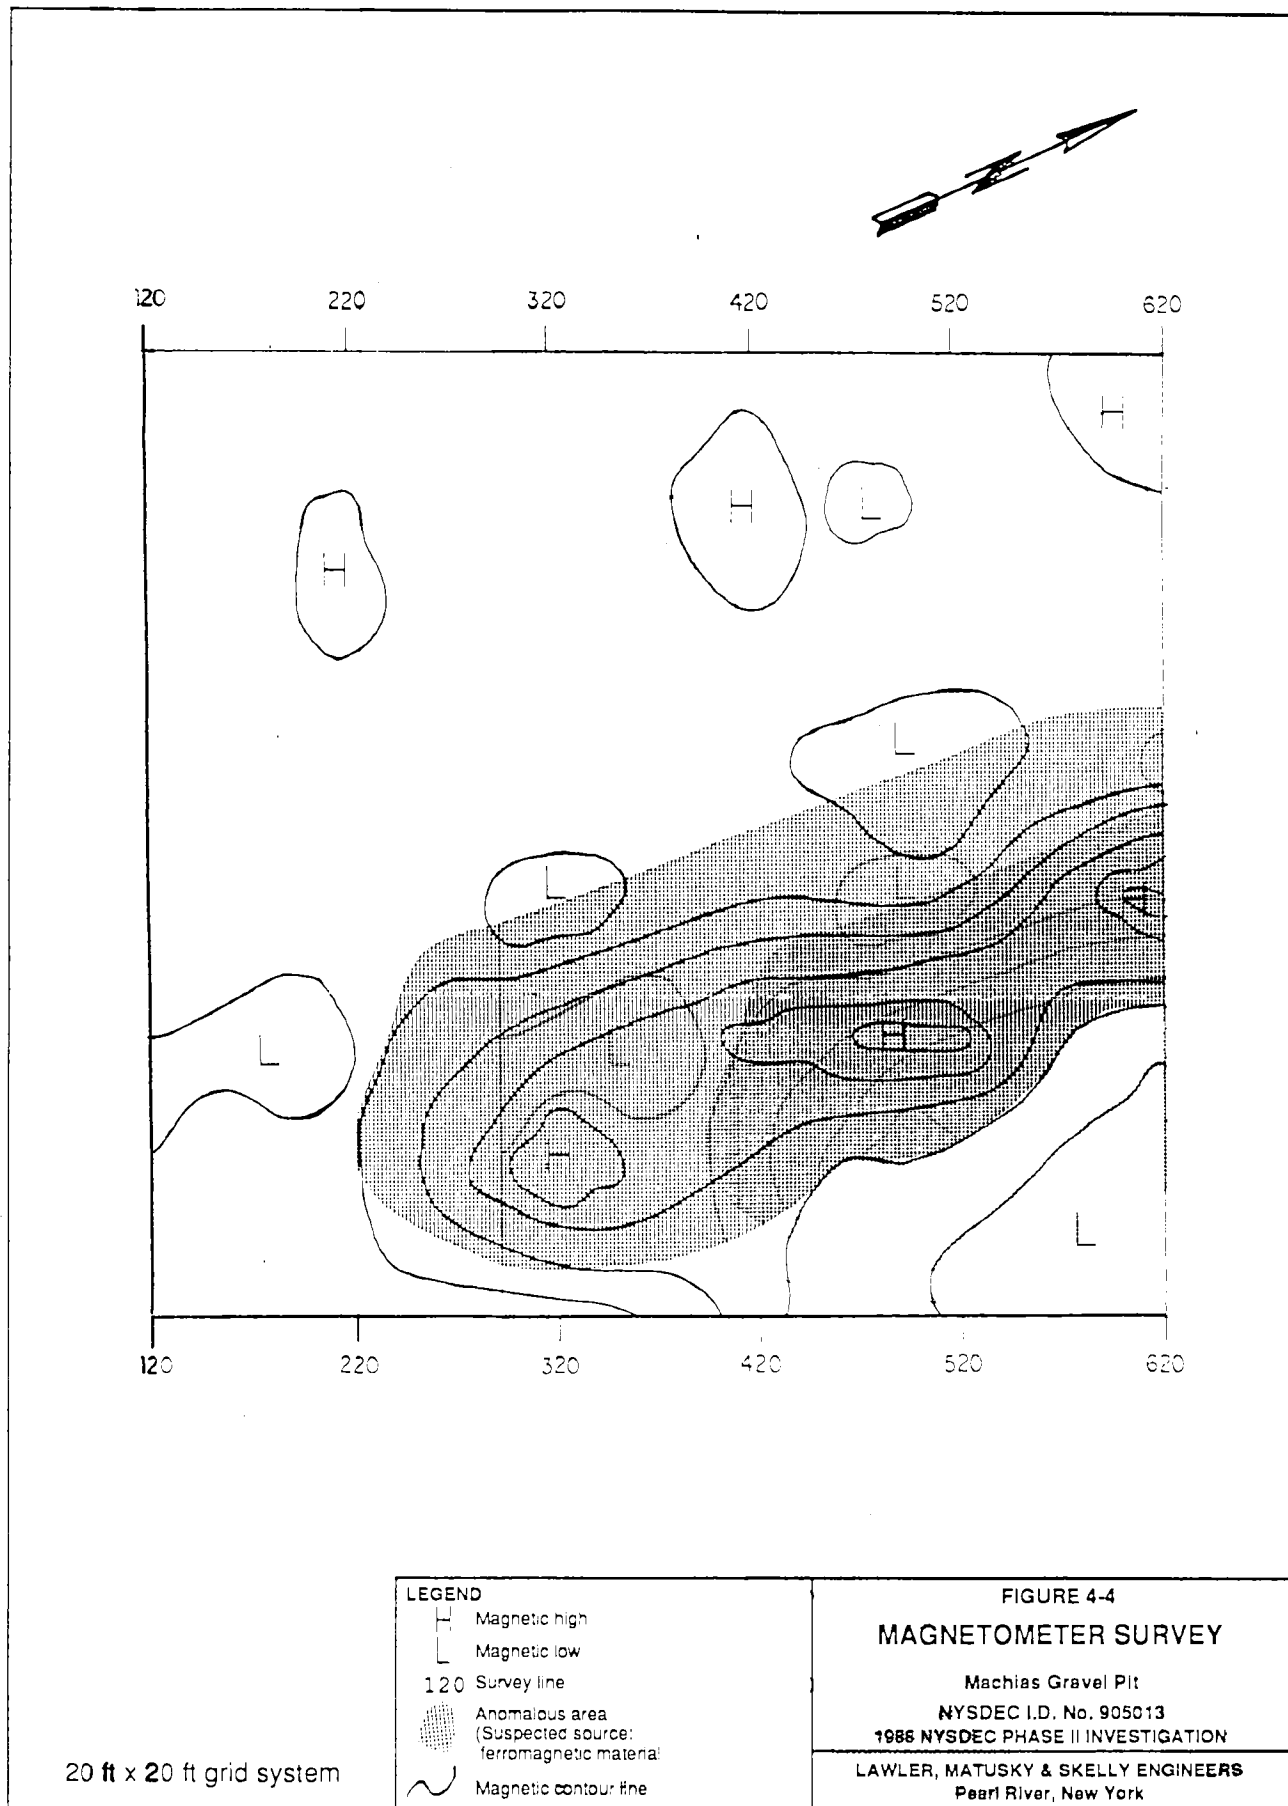 N
120 220 320 420 520 620
H
H
L
H
L
L
L
H
L
H
L
H
L
L
120 220 320 420 520 620
LEGEND
H Magnetic high
L Magnetic low
120 Survey line
Anomalous area
(Suspected source:
ferromagnetic material
Magnetic contour line
20 ft x 20 ft grid system
FIGURE 4-4
MAGNETOMETER SURVEY
Machias Gravel Pit
NYSDEC I.D. No. 905013
1986 NYSDEC PHASE II INVESTIGATION
LAWLER, MATUSKY & SKELLY ENGINEERS
Pearl River, New York